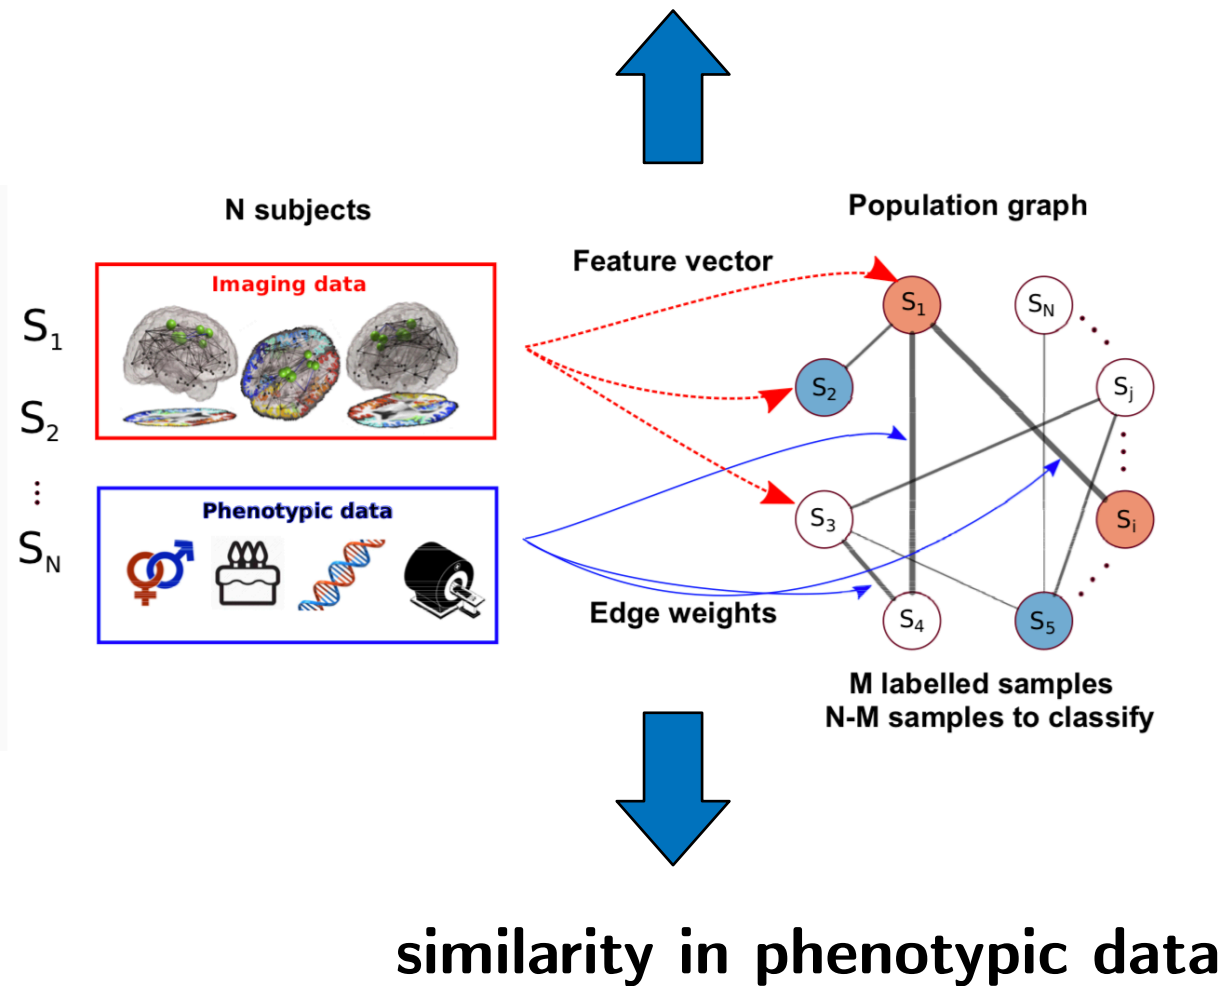 N subjects
Population graph
Imaging data
Feature vector
S1
S2
⋮
SN
Phenotypic data
Edge weights
S1
SN
S2
Sj
S3
Si
S4
S5
M labelled samples
N-M samples to classify
similarity in phenotypic data